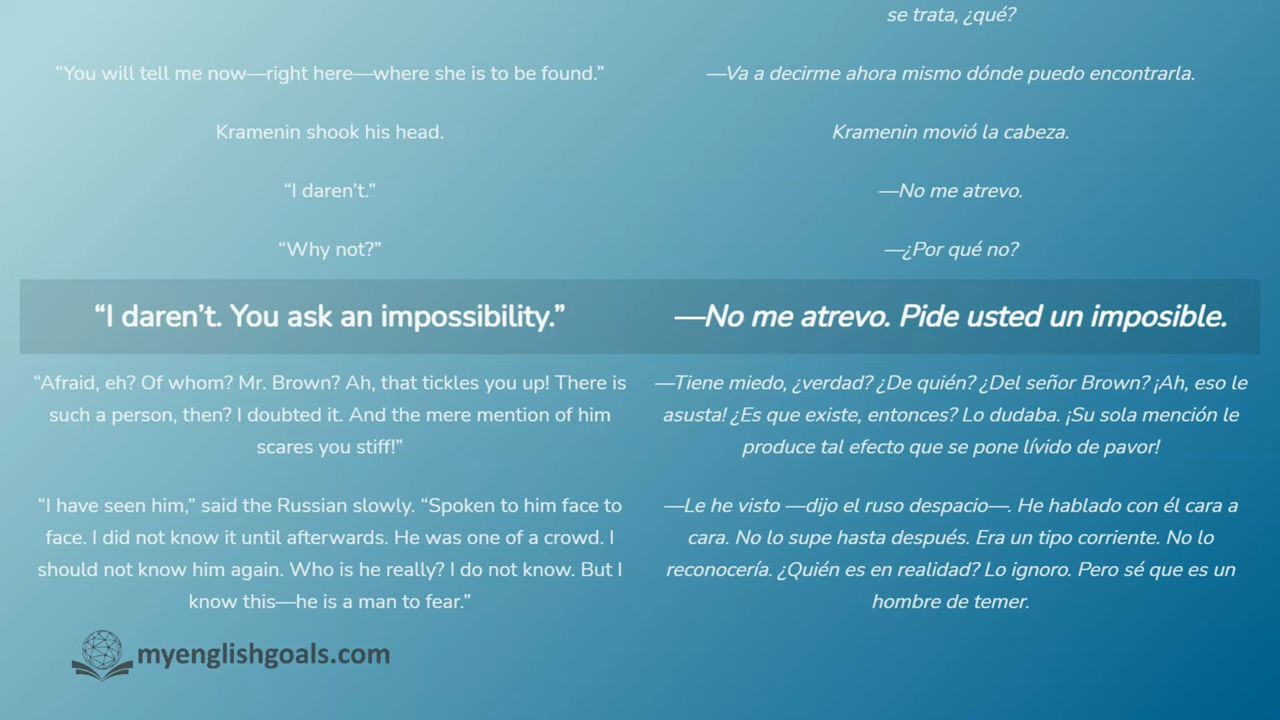 se trata, ¿qué?
“You will tell me now—right here—where she is to be found.”
—Va a decirme ahora mismo dónde puedo encontrarla.
Kramenin shook his head.
Kramenin movió la cabeza.
“I daren’t.”
—No me atrevo.
“Why not?”
—¿Por qué no?
“I daren’t. You ask an impossibility.”
—No me atrevo. Pide usted un imposible.
“Afraid, eh? Of whom? Mr. Brown? Ah, that tickles you up! There is
such a person, then? I doubted it. And the mere mention of him
scares you stiff!”
—Tiene miedo, ¿verdad? ¿De quién? ¿Del señor Brown? ¡Ah, eso le
asusta! ¿Es que existe, entonces? Lo dudaba. ¡Su sola mención le
produce tal efecto que se pone lívido de pavor!
“I have seen him,” said the Russian slowly. “Spoken to him face to
face. I did not know it until afterwards. He was one of a crowd. I
should not know him again. Who is he really? I do not know. But I
know this—he is a man to fear.”
—Le he visto —dijo el ruso despacio—. He hablado con él cara a
cara. No lo supe hasta después. Era un tipo corriente. No lo
reconocería. ¿Quién es en realidad? Lo ignoro. Pero sé que es un
hombre de temer.
myenglishgoals.com